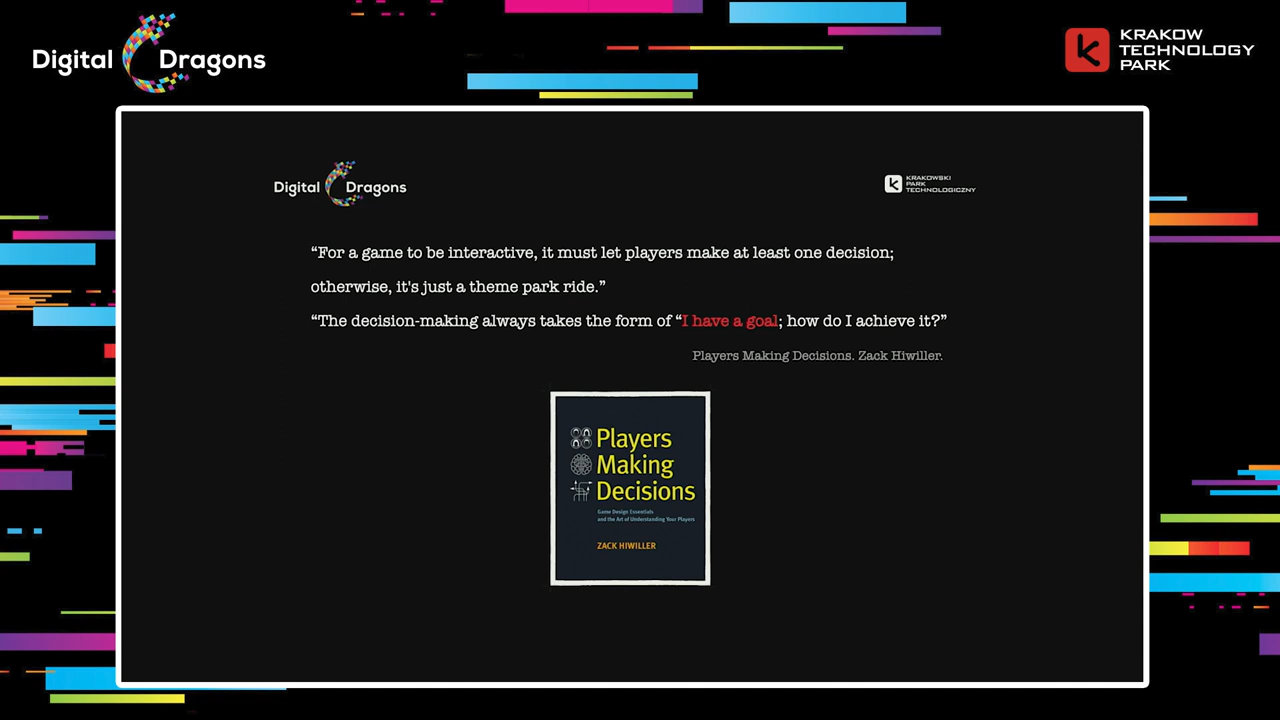 Digital Dragons
KRAKOW
TECHNOLOGY
PARK
Digital Dragons
KRAKOWSKI
PARK
TECHNOLOGICZNY
“For a game to be interactive, it must let players make at least one decision;
otherwise, it's just a theme park ride.”
“The decision-making always takes the form of “I have a goal; how do I achieve it?”
Players Making Decisions. Zack Hiwiller.
Players
Making
Decisions
Game Design Essentials
and the Art of Understanding Your Players
ZACK HIWILLER